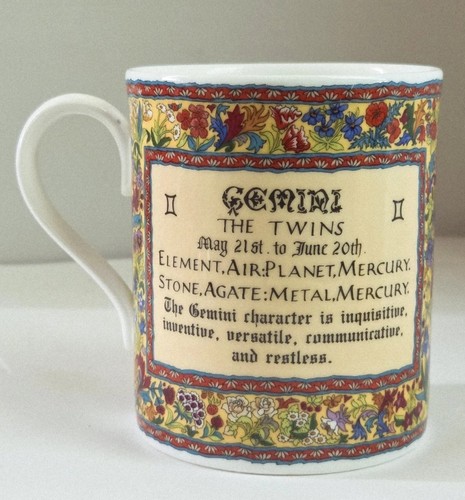 ♊ GEMINI ♊
THE TWINS
May 21st. to June 20th.
ELEMENT,AIR:PLANET,MERCURY.
STONE,AGATE:METAL,MERCURY.
The Gemini character is inquisitive,
inventive, versatile, communicative,
and restless.